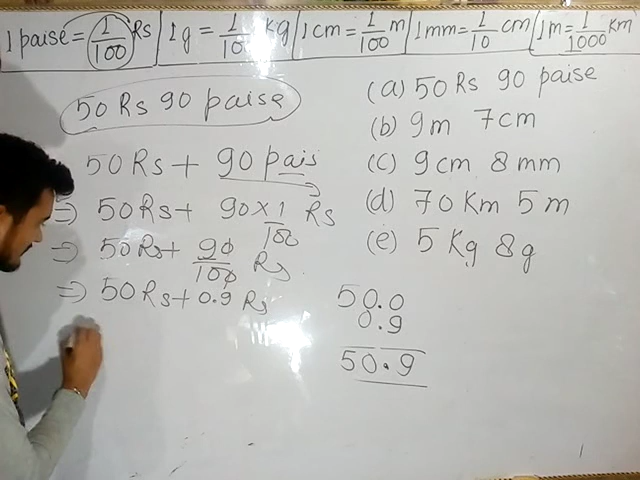 1 paise = 1/100 Rs | 1g = 1/10 kg | 1cm = 1/100 m | 1mm = 1/10 cm | 1m = 1/1000 Km
50 Rs 90 paise
50 Rs + 90 pais
⇒ 50 Rs + 90 × 1/100 Rs
⇒ 50 Rs + 90/100 Rs
⇒ 50 Rs + 0.9 Rs
(a) 50 Rs 90 paise
(b) 9m 7cm
(c) 9cm 8mm
(d) 70 Km 5m
(e) 5 Kg 8g
50.0
0.9
50.9